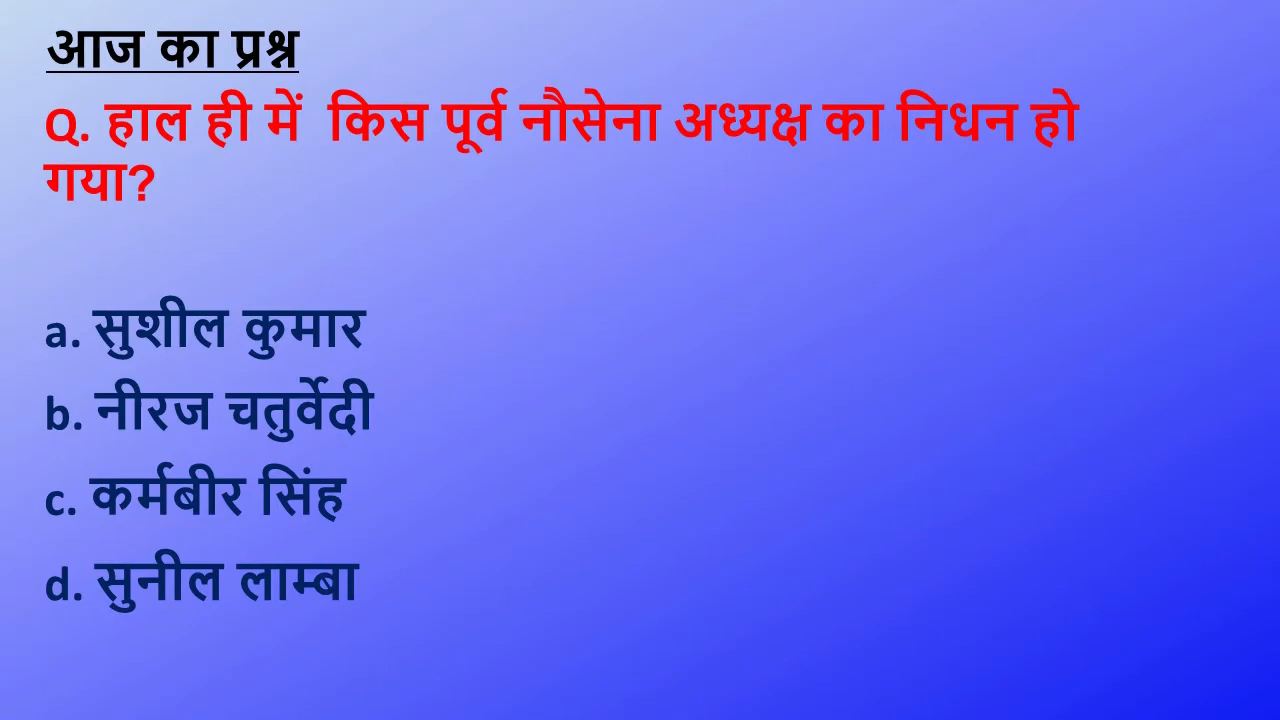 आज का प्रश्न
Q. हाल ही में किस पूर्व नौसेना अध्यक्ष का निधन हो
गया?
a. सुशील कुमार
b. नीरज चतुर्वेदी
c. कर्मबीर सिंह
d. सुनील लाम्बा